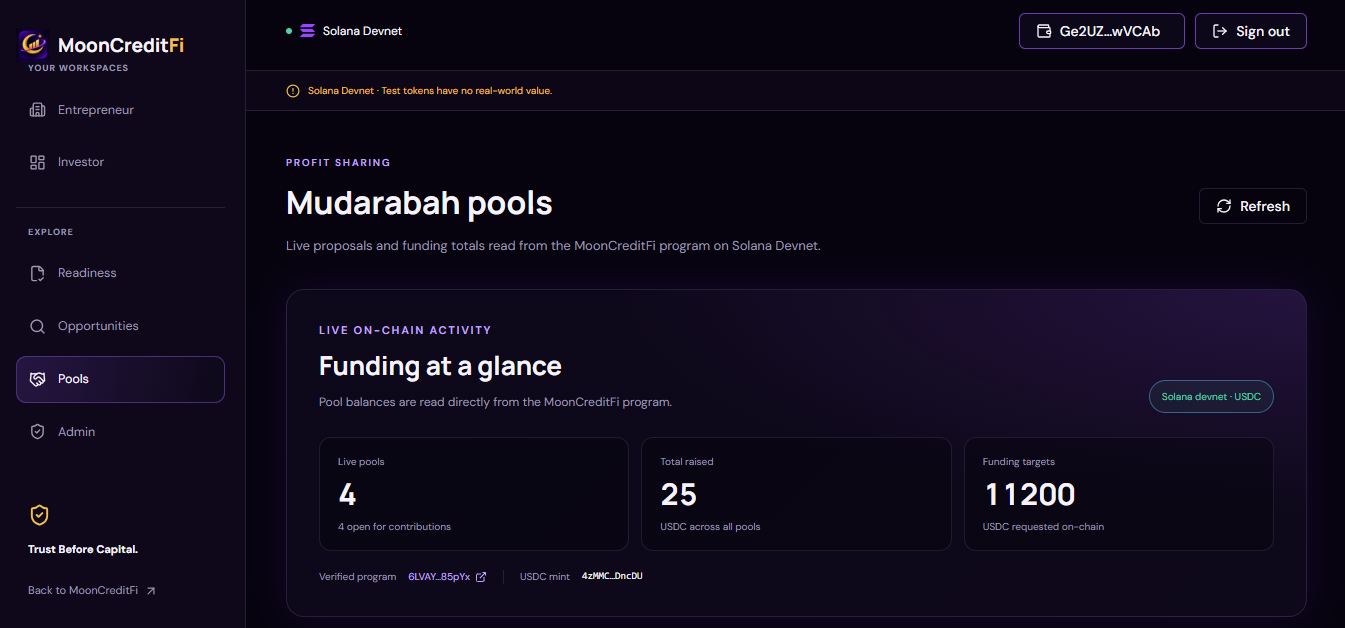 MoonCreditFi
YOUR WORKSPACES
Entrepreneur
Investor
EXPLORE
Readiness
Opportunities
Pools
Admin
Trust Before Capital.
Back to MoonCreditFi
Solana Devnet
Ge2UZ...wVCAb
Sign out
Solana Devnet · Test tokens have no real-world value.
PROFIT SHARING
Mudarabah pools
Refresh
Live proposals and funding totals read from the MoonCreditFi program on Solana Devnet.
LIVE ON-CHAIN ACTIVITY
Funding at a glance
Pool balances are read directly from the MoonCreditFi program.
Solana devnet · USDC
Live pools
4
4 open for contributions
Total raised
25
USDC across all pools
Funding targets
11200
USDC requested on-chain
Verified program 6LVAY...85pYx
USDC mint 4zMMC…DncDU